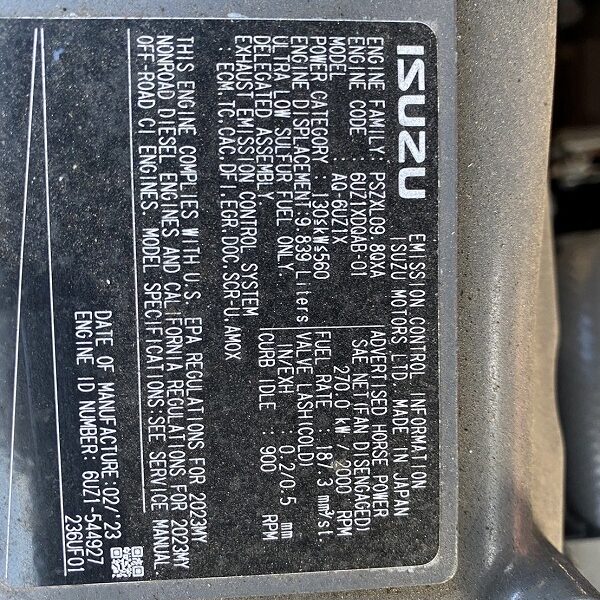 ISUZU
EMISSION CONTROL INFORMATION
ISUZU MOTORS LTD. MADE IN JAPAN
ENGINE FAMILY: PSZXL09.8QXA
ENGINE CODE : 6UZ1XDQAB-01
MODEL : AQ-6UZ1X
POWER CATEGORY : 130≤kW≤560
ENGINE DISPLACEMENT: 9.839 Liters
ULTRA LOW SULFUR FUEL ONLY.
DELEGATED ASSEMBLY.
EXHAUST EMISSION CONTROL SYSTEM
: ECM.TC.CAC.DFI.EGR.DOC.SCR-U.AMOX
ADVERTISED HORSE POWER
SAE NET(FAN DISENGAGED)
: 270.0 kW / 2000 RPM
FUEL RATE : 187.3 mm³/st.
VALVE LASH(COLD)
IN/EXH : 0.2/0.5 mm
CURB IDLE : 900 RPM
THIS ENGINE COMPLIES WITH U.S. EPA REGULATIONS FOR 2023MY
NONROAD DIESEL ENGINES AND CALIFORNIA REGULATIONS FOR 2023MY
OFF-ROAD CI ENGINES. MODEL SPECIFICATIONS:SEE SERVICE MANUAL
DATE OF MANUFACTURE:02/'23
ENGINE ID NUMBER: 6UZ1-544927
236UF01